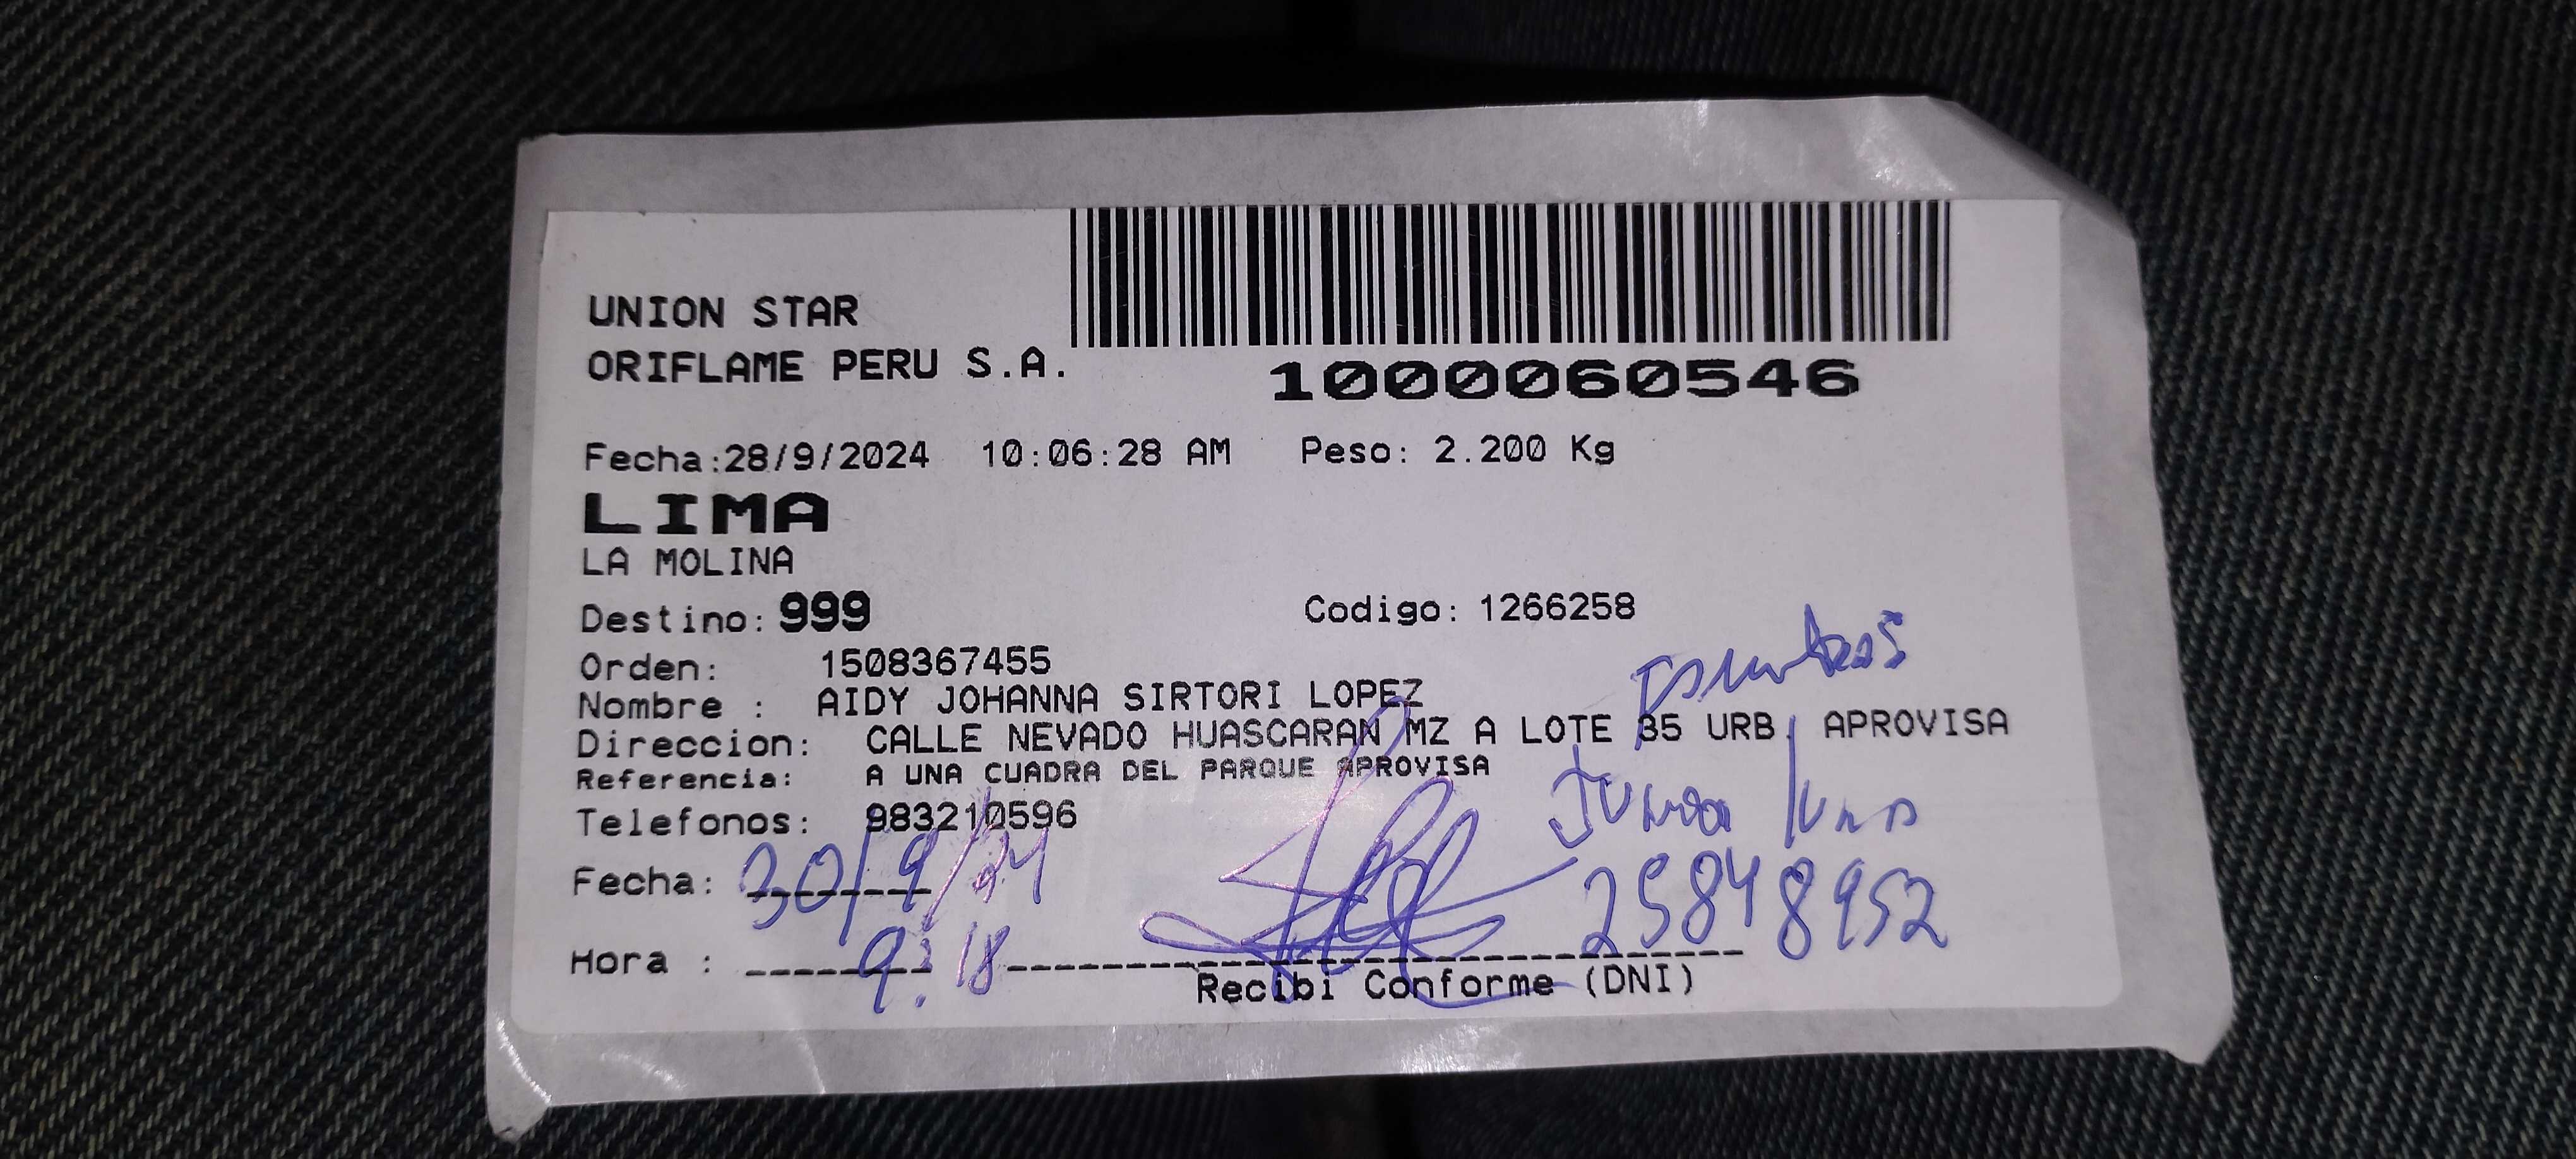 UNION STAR
ORIFLAME PERU S.A.
1000060546
Fecha:28/9/2024 10:06:28 AM Peso: 2.200 Kg
LIMA
LA MOLINA
Destino: 999 Codigo: 1266258
Orden: 1508367455
Nombre : AIDY JOHANNA SIRTORI LOPEZ
Direccion: CALLE NEVADO HUASCARAN MZ A LOTE 35 URB. APROVISA
Referencia: A UNA CUADRA DEL PARQUE APROVISA
Telefonos: 983210596
Fecha: 30/9/24
25848952
Hora : 9:18
Recibi Conforme (DNI)